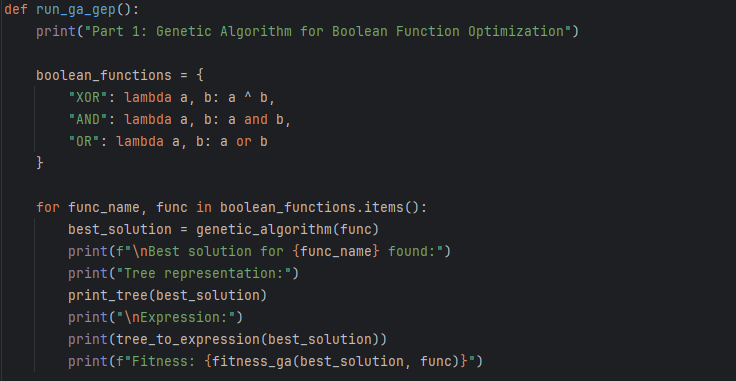 def run_ga_gep():
    print("Part 1: Genetic Algorithm for Boolean Function Optimization")

    boolean_functions = {
        "XOR": lambda a, b: a ^ b,
        "AND": lambda a, b: a and b,
        "OR": lambda a, b: a or b
    }

    for func_name, func in boolean_functions.items():
        best_solution = genetic_algorithm(func)
        print(f"\nBest solution for {func_name} found:")
        print("Tree representation:")
        print_tree(best_solution)
        print("\nExpression:")
        print(tree_to_expression(best_solution))
        print(f"Fitness: {fitness_ga(best_solution, func)}")